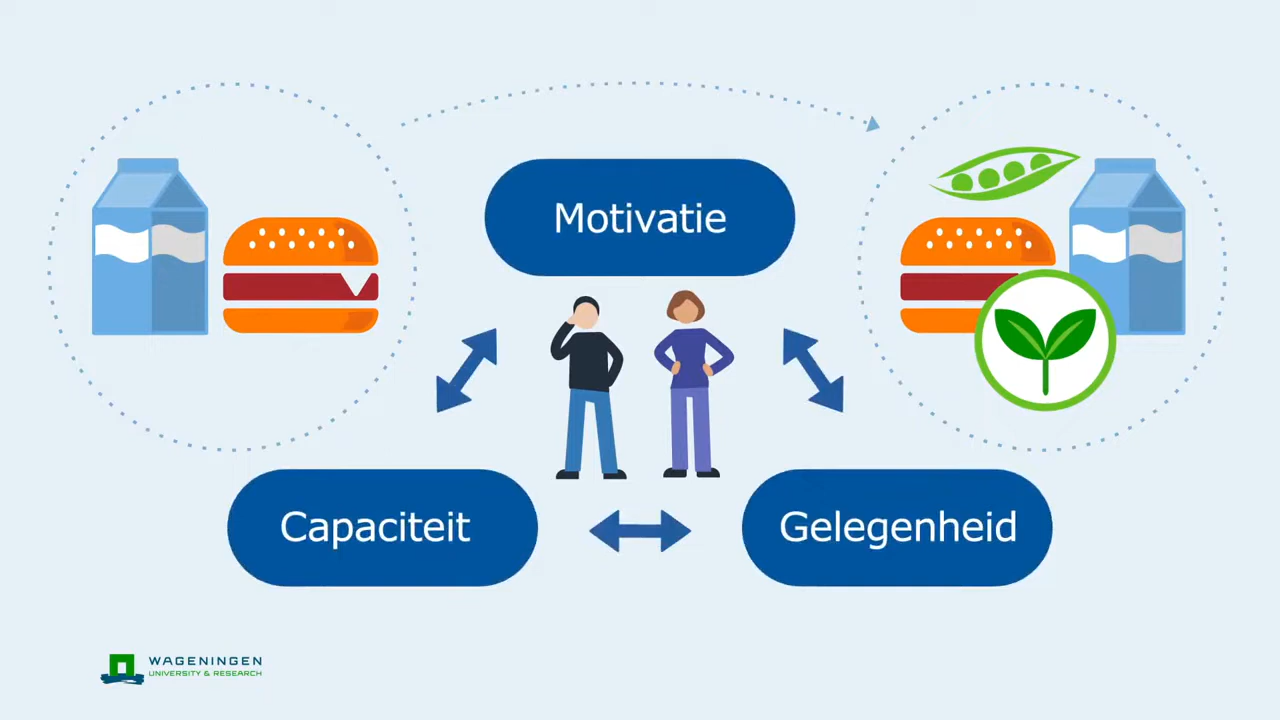 Motivatie
Capaciteit
Gelegenheid
WAGENINGEN
UNIVERSITY & RESEARCH